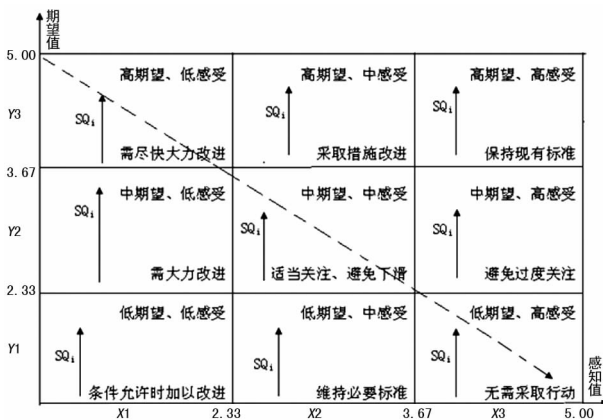 期望值
5.00
高期望、低感受
高期望、中感受
高期望、高感受
Y3
SQi
SQi
SQi
需尽快大力改进
采取措施改进
保持现有标准
3.67
中期望、低感受
中期望、中感受
中期望、高感受
Y2
SQi
SQi
SQi
需大力改进
适当关注、避免下滑
避免过度关注
2.33
低期望、低感受
低期望、中感受
低期望、高感受
Y1
SQi
SQi
SQi
条件允许时加以改进
维持必要标准
无需采取行动
感知值
X1
2.33
X2
3.67
X3
5.00